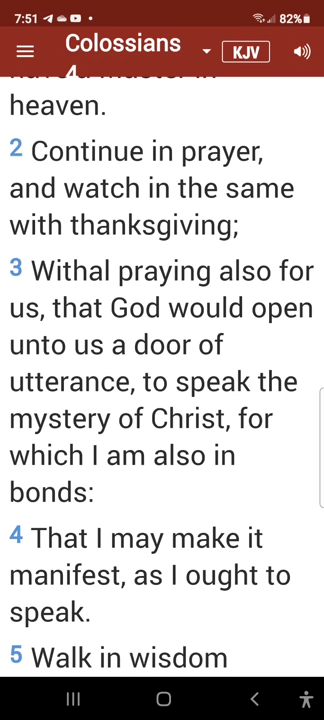 7:51 82%
Colossians
4
KJV
heaven.
2 Continue in prayer,
and watch in the same
with thanksgiving;
3 Withal praying also for
us, that God would open
unto us a door of
utterance, to speak the
mystery of Christ, for
which I am also in
bonds:
4 That I may make it
manifest, as I ought to
speak.
5 Walk in wisdom